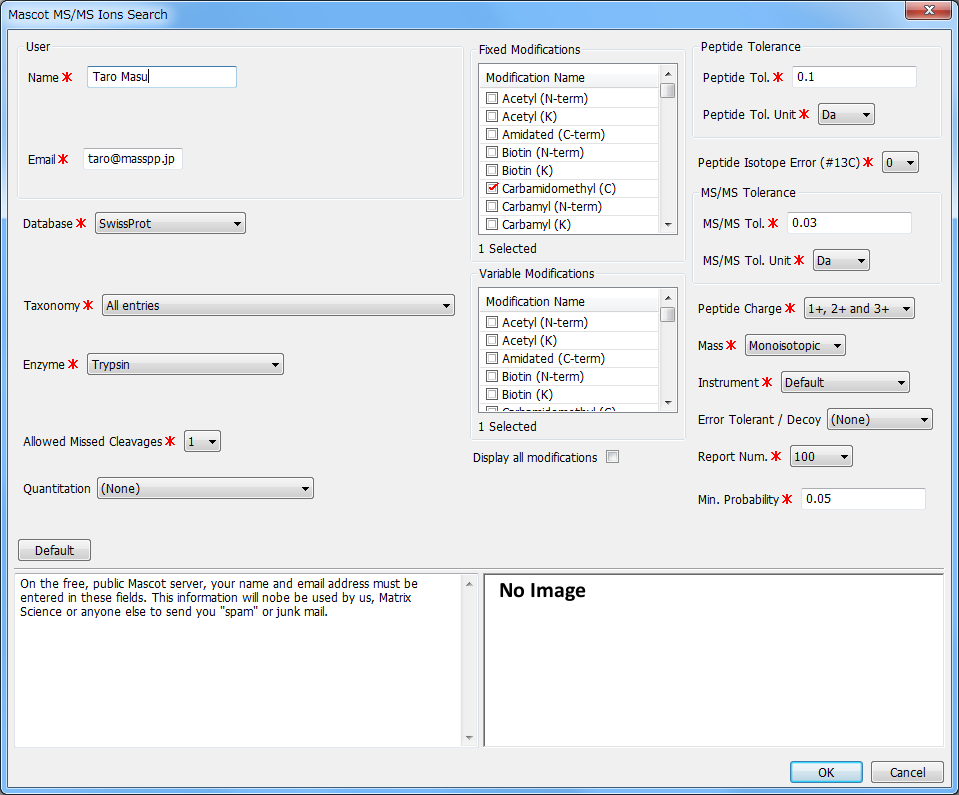 Mascot MS/MS Ions Search
User
Name *
Taro Masu
Email *
taro@masspp.jp
Database *
SwissProt
Taxonomy *
All entries
Enzyme *
Trypsin
Allowed Missed Cleavages *
1
Quantitation
(None)
Default
Fixed Modifications
Modification Name
Acetyl (N-term)
Acetyl (K)
Amidated (C-term)
Biotin (N-term)
Biotin (K)
Carbamidomethyl (C)
Carbamyl (N-term)
Carbamyl (K)
1 Selected
Variable Modifications
Modification Name
Acetyl (N-term)
Acetyl (K)
Amidated (C-term)
Biotin (N-term)
Biotin (K)
Carbamidomethyl (C)
1 Selected
Display all modifications
Peptide Tolerance
Peptide Tol. *
0.1
Peptide Tol. Unit *
Da
Peptide Isotope Error (#13C) *
0
MS/MS Tolerance
MS/MS Tol. *
0.03
MS/MS Tol. Unit *
Da
Peptide Charge *
1+, 2+ and 3+
Mass *
Monoisotopic
Instrument *
Default
Error Tolerant / Decoy
(None)
Report Num. *
100
Min. Probability *
0.05
On the free, public Mascot server, your name and email address must be
entered in these fields. This information will nobe be used by us, Matrix
Science or anyone else to send you "spam" or junk mail.
No Image
OK
Cancel